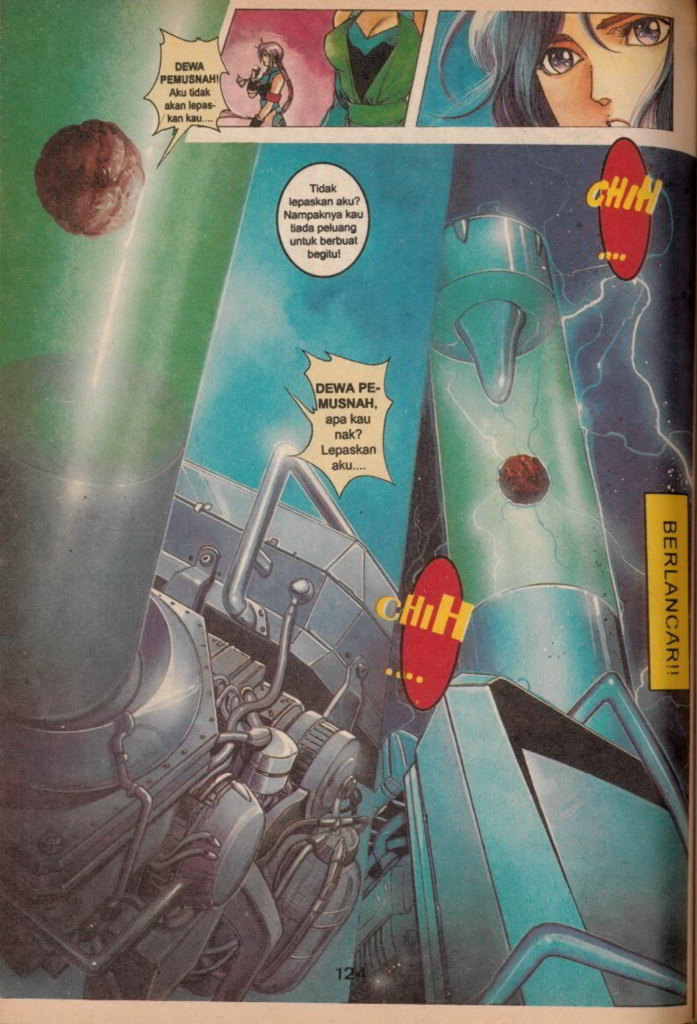 DEWA
PEMUSNAH!
Aku tidak
akan lepas-
kan kau....
Tidak
lepaskan aku?
Nampaknya kau
tiada peluang
untuk berbuat
begitu!
CHIH
....
DEWA PE-
MUSNAH,
apa kau
nak?
Lepaskan
aku....
BERLANCAR!!
CHIH
....
124